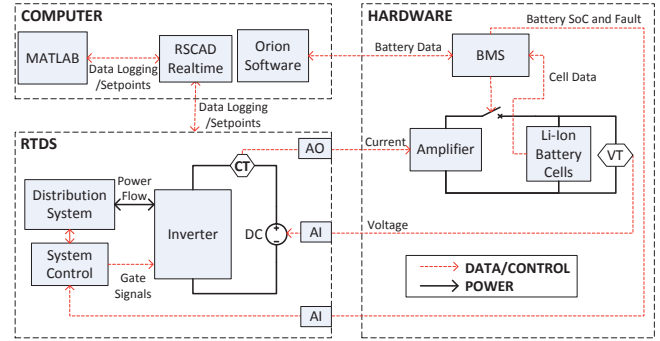 COMPUTER
MATLAB
RSCAD
Realtime
Orion
Software
Data Logging
/Setpoints
Data Logging
/Setpoints
Battery Data
HARDWARE
Battery SoC and Fault
BMS
Cell Data
Amplifier
Li-Ion
Battery
Cells
VT
Current
Voltage
RTDS
AO
AI
AI
CT
Distribution
System
Power
Flow
Inverter
DC
System
Control
Gate
Signals
DATA/CONTROL
POWER